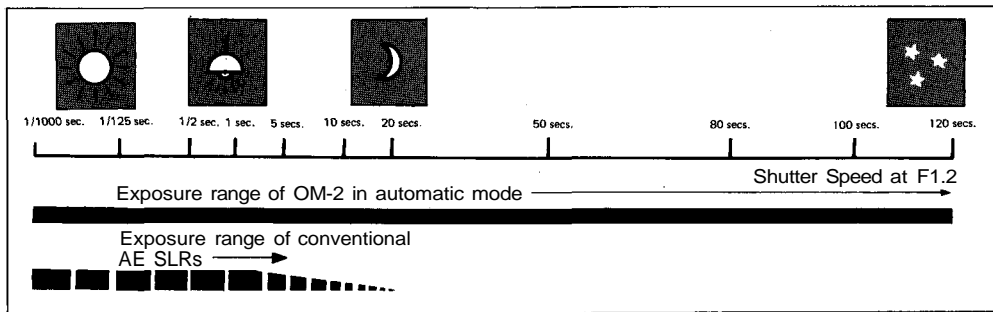 1/1000 sec. 1/125 sec. 1/2 sec. 1 sec. 5 secs. 10 secs. 20 secs. 50 secs. 80 secs. 100 secs. 120 secs.
Shutter Speed at F1.2
Exposure range of OM-2 in automatic mode
Exposure range of conventional
AE SLRs